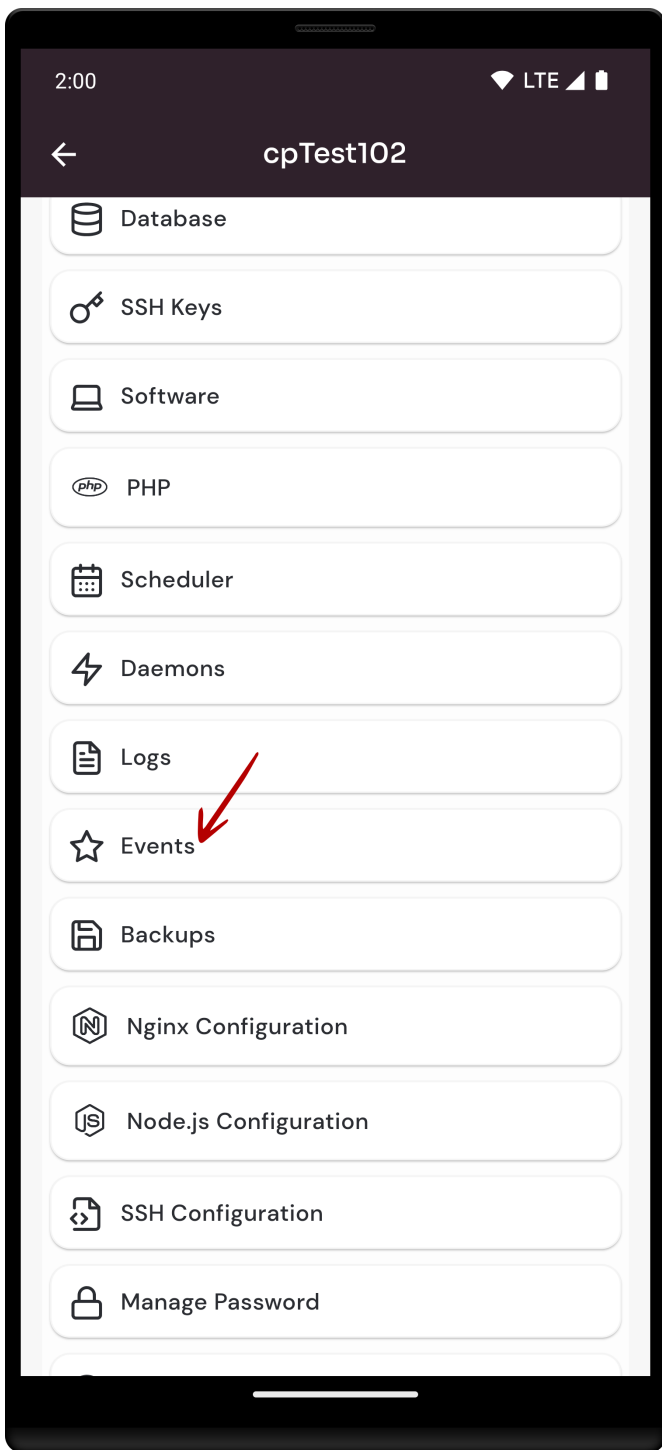 2:00
LTE
cpTest102
Database
SSH Keys
Software
php PHP
Scheduler
Daemons
Logs
Events
Backups
N Nginx Configuration
JS Node.js Configuration
SSH Configuration
Manage Password